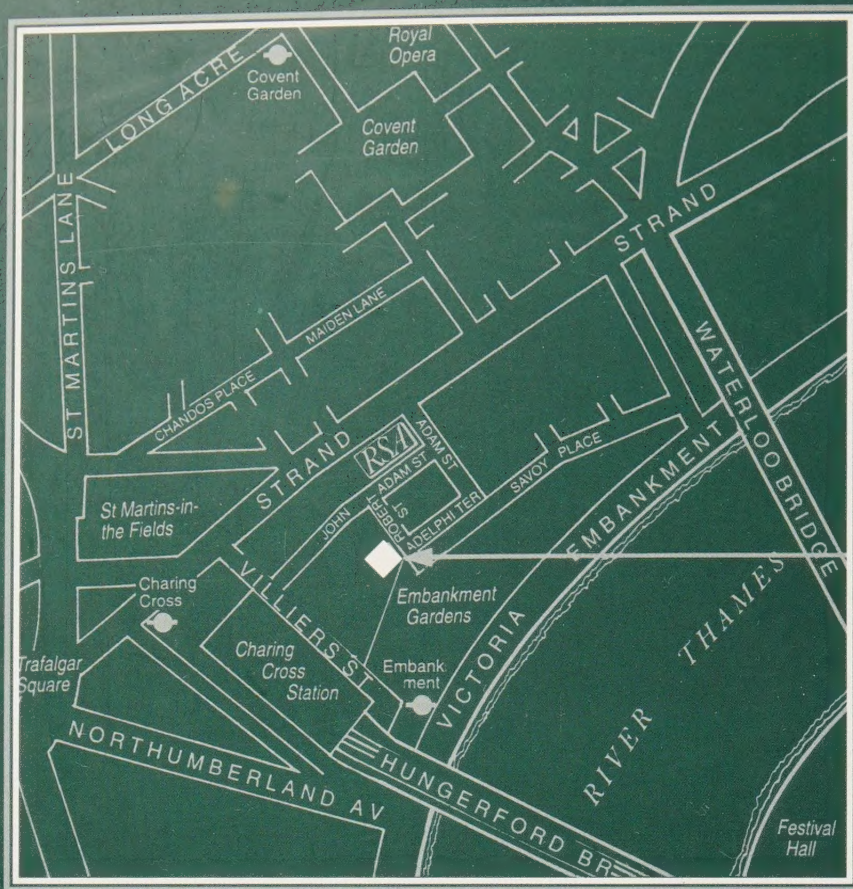 Royal
Opera
LONG ACRE
Covent
Garden
Covent
Garden
ST MARTINS LANE
STRAND
MAIDEN LANE
CHANDOS PLACE
WATERLOO BRIDGE
STRAND
RSA
ADAM ST
ADAM ST
JOHN
ROBERT
ST
ADELPHI TER
SAVOY PLACE
St Martins-in-
the Fields
VICTORIA EMBANKMENT
Charing
Cross
VILLIERS ST
Embankment
Gardens
RIVER THAMES
Trafalgar
Square
Charing
Cross
Station
Embank
ment
NORTHUMBERLAND AV
HUNGERFORD BR
Festival
Hall